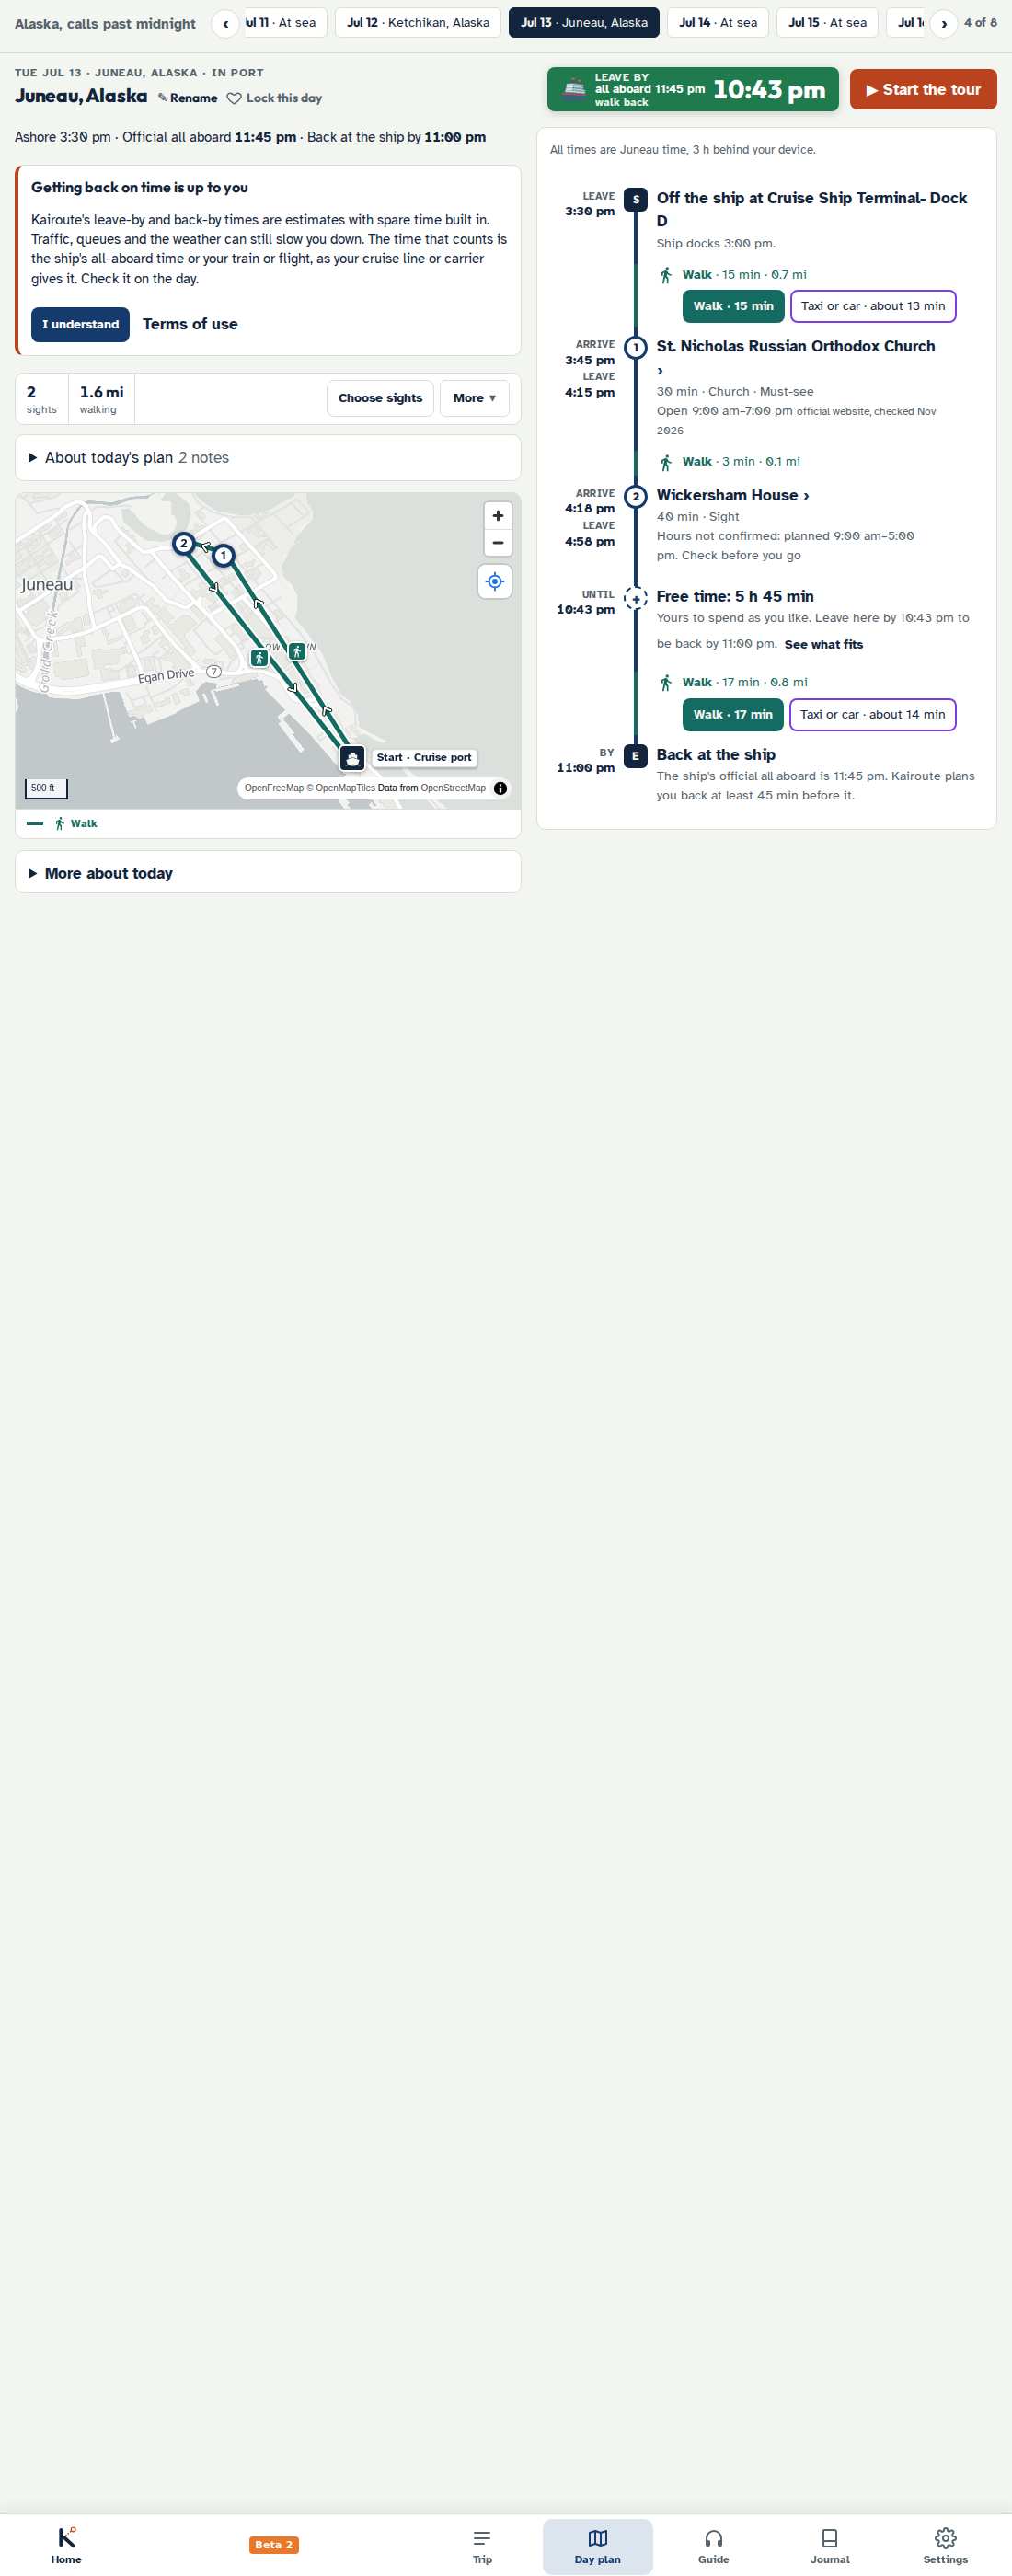 Alaska, calls past midnight
‹
Jul 11 · At sea
Jul 12 · Ketchikan, Alaska
Jul 13 · Juneau, Alaska
Jul 14 · At sea
Jul 15 · At sea
›
4 of 8
TUE JUL 13 · JUNEAU, ALASKA · IN PORT
Juneau, Alaska
✎ Rename
Lock this day
LEAVE BY
all aboard 11:45 pm
walk back
10:43 pm
▶ Start the tour
Ashore 3:30 pm · Official all aboard 11:45 pm · Back at the ship by 11:00 pm
Getting back on time is up to you
Kairoute's leave-by and back-by times are estimates with spare time built in.
Traffic, queues and the weather can still slow you down. The time that counts is
the ship's all-aboard time or your train or flight, as your cruise line or carrier
gives it. Check it on the day.
I understand
Terms of use
2
sights
1.6 mi
walking
Choose sights
More ▼
▶ About today's plan 2 notes
Juneau
Gold Creek
Egan Drive
7
2
1
+
−
Start · Cruise port
500 ft
OpenFreeMap © OpenMapTiles Data from OpenStreetMap
Walk
▶ More about today
All times are Juneau time, 3 h behind your device.
LEAVE
3:30 pm
S
Off the ship at Cruise Ship Terminal- Dock
D
Ship docks 3:00 pm.
Walk · 15 min · 0.7 mi
Walk · 15 min
Taxi or car · about 13 min
ARRIVE
3:45 pm
LEAVE
4:15 pm
1
St. Nicholas Russian Orthodox Church
›
30 min · Church · Must-see
Open 9:00 am–7:00 pm official website, checked Nov
2026
Walk · 3 min · 0.1 mi
ARRIVE
4:18 pm
LEAVE
4:58 pm
2
Wickersham House ›
40 min · Sight
Hours not confirmed: planned 9:00 am–5:00
pm. Check before you go
UNTIL
10:43 pm
+
Free time: 5 h 45 min
Yours to spend as you like. Leave here by 10:43 pm to
be back by 11:00 pm. See what fits
Walk · 17 min · 0.8 mi
Walk · 17 min
Taxi or car · about 14 min
BY
11:00 pm
E
Back at the ship
The ship's official all aboard is 11:45 pm. Kairoute plans
you back at least 45 min before it.
Home
Beta 2
Trip
Day plan
Guide
Journal
Settings